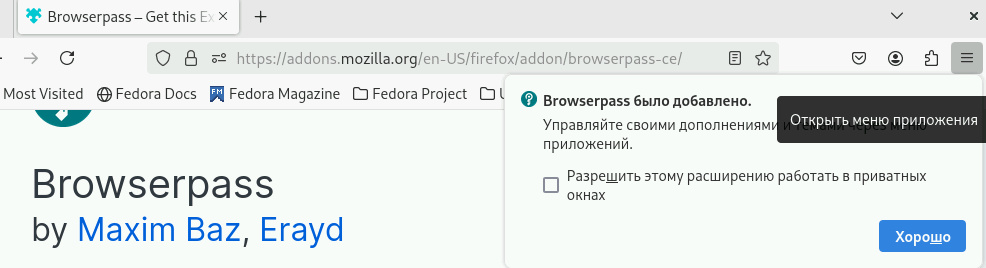 Browserpass – Get this Ex
https://addons.mozilla.org/en-US/firefox/addon/browserpass-ce/
Most Visited Fedora Docs Fedora Magazine Fedora Project
Browserpass было добавлено.
Открыть меню приложения
Управляйте своими дополнениями и темами через меню
приложений.
Разрешить этому расширению работать в приватных
окнах
Хорошо
Browserpass
by Maxim Baz, Erayd